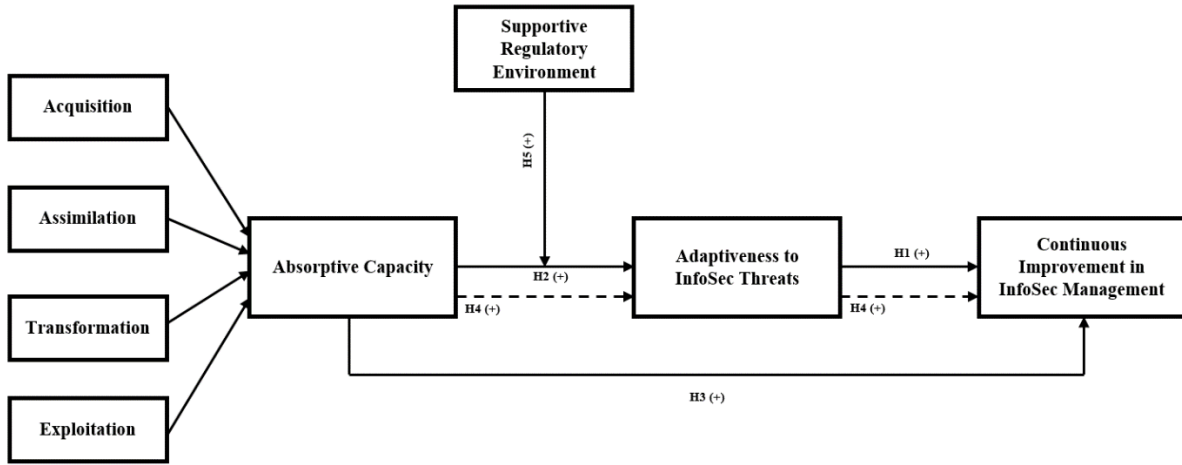 Supportive
Regulatory
Environment
Acquisition
H5 (+)
Assimilation
Absorptive Capacity
H2 (+)
H4 (+)
Adaptiveness to
InfoSec Threats
H1 (+)
H4 (+)
Continuous
Improvement in
InfoSec Management
Transformation
H3 (+)
Exploitation